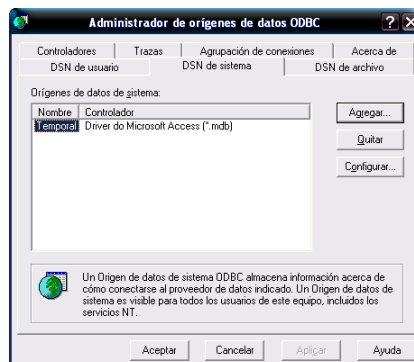 Administrador de orígenes de datos ODBC
Controladores Trazas Agrupación de conexiones Acerca de
DSN de usuario DSN de sistema DSN de archivo
Orígenes de datos de sistema:
Nombre Controlador
Temporal Driver do Microsoft Access (*.mdb)
Agregar...
Quitar
Configurar...
Un Origen de datos de sistema ODBC almacena información acerca de
cómo conectarse al proveedor de datos indicado. Un Origen de datos de
sistema es visible para todos los usuarios de este equipo, incluidos los
servicios NT.
Aceptar Cancelar Aplicar Ayuda